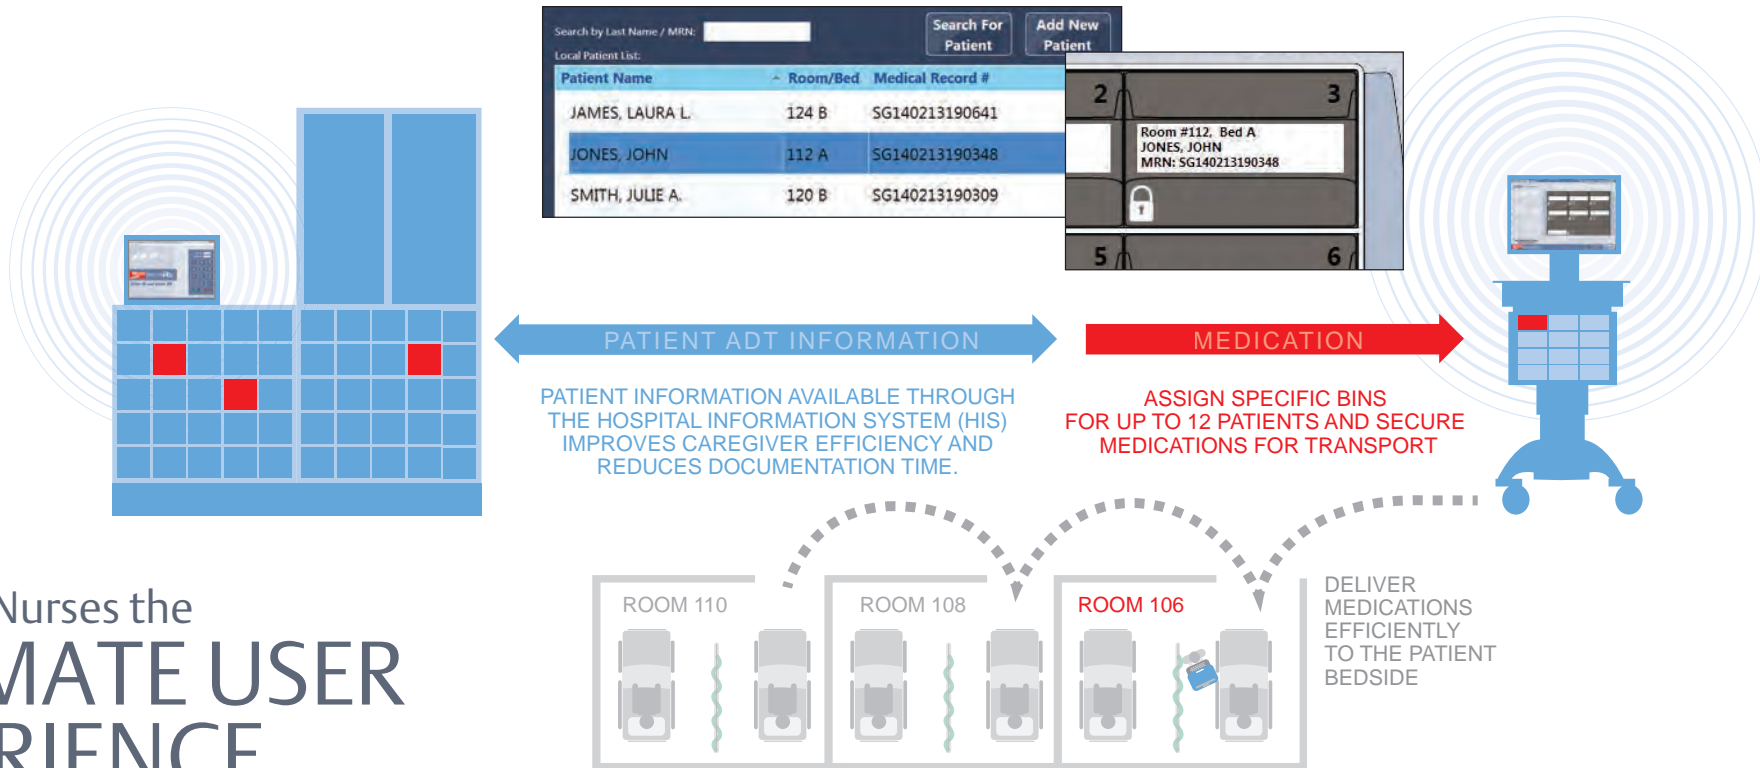 Search by Last Name / MRN:
Search For
Patient
Add New
Patient
Local Patient List:
Patient Name Room/Bed Medical Record #
JAMES, LAURA L. 124 B SG140213190641
JONES, JOHN 112 A SG140213190348
SMITH, JULIE A. 120 B SG140213190309
2 3
Room #112, Bed A
JONES, JOHN
MRN: SG140213190348
5 6
PATIENT ADT INFORMATION
MEDICATION
PATIENT INFORMATION AVAILABLE THROUGH
THE HOSPITAL INFORMATION SYSTEM (HIS)
IMPROVES CAREGIVER EFFICIENCY AND
REDUCES DOCUMENTATION TIME.
ASSIGN SPECIFIC BINS
FOR UP TO 12 PATIENTS AND SECURE
MEDICATIONS FOR TRANSPORT
ROOM 110
ROOM 108
ROOM 106
DELIVER
MEDICATIONS
EFFICIENTLY
TO THE PATIENT
BEDSIDE
Nurses the
MATE USER
RIENCE